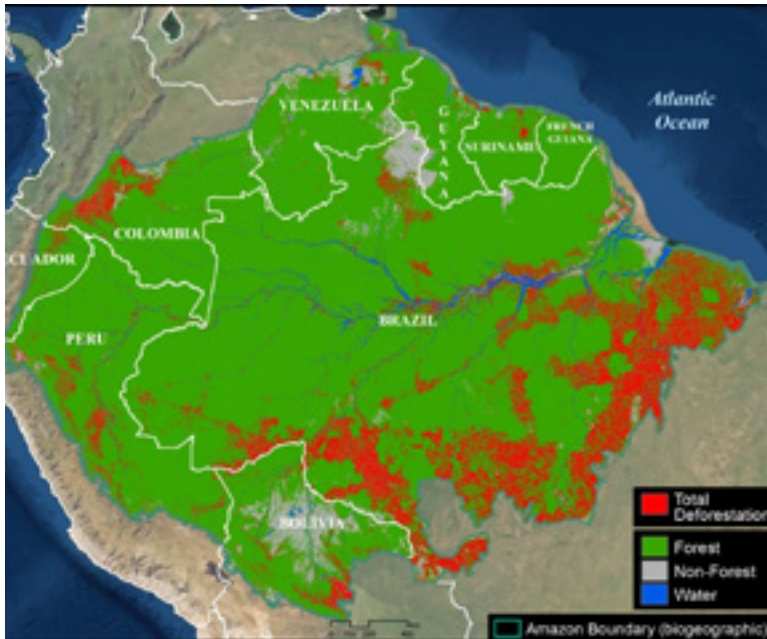 VENEZUELA
GUYANA
SURINAME
FRENCH
GUIANA
Atlantic
Ocean
COLOMBIA
CUADOR
PERU
BRAZIL
BOLIVIA
Total
Deforestation
Forest
Non-Forest
Water
Amazon Boundary (biogeographic)